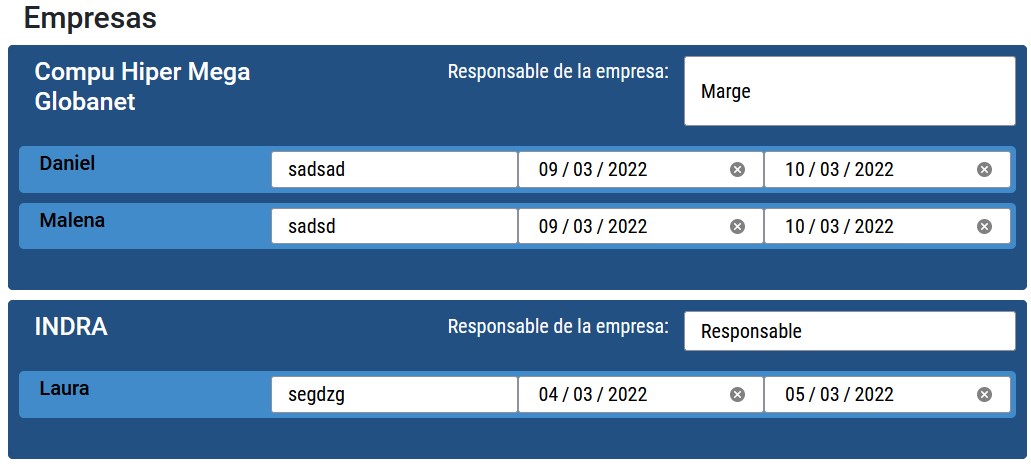 Empresas
Compu Hiper Mega
Globanet
Responsable de la empresa:
Marge
Daniel sadsad 09 / 03 / 2022 10 / 03 / 2022
Malena sadsd 09 / 03 / 2022 10 / 03 / 2022
INDRA Responsable de la empresa: Responsable
Laura segdzg 04 / 03 / 2022 05 / 03 / 2022